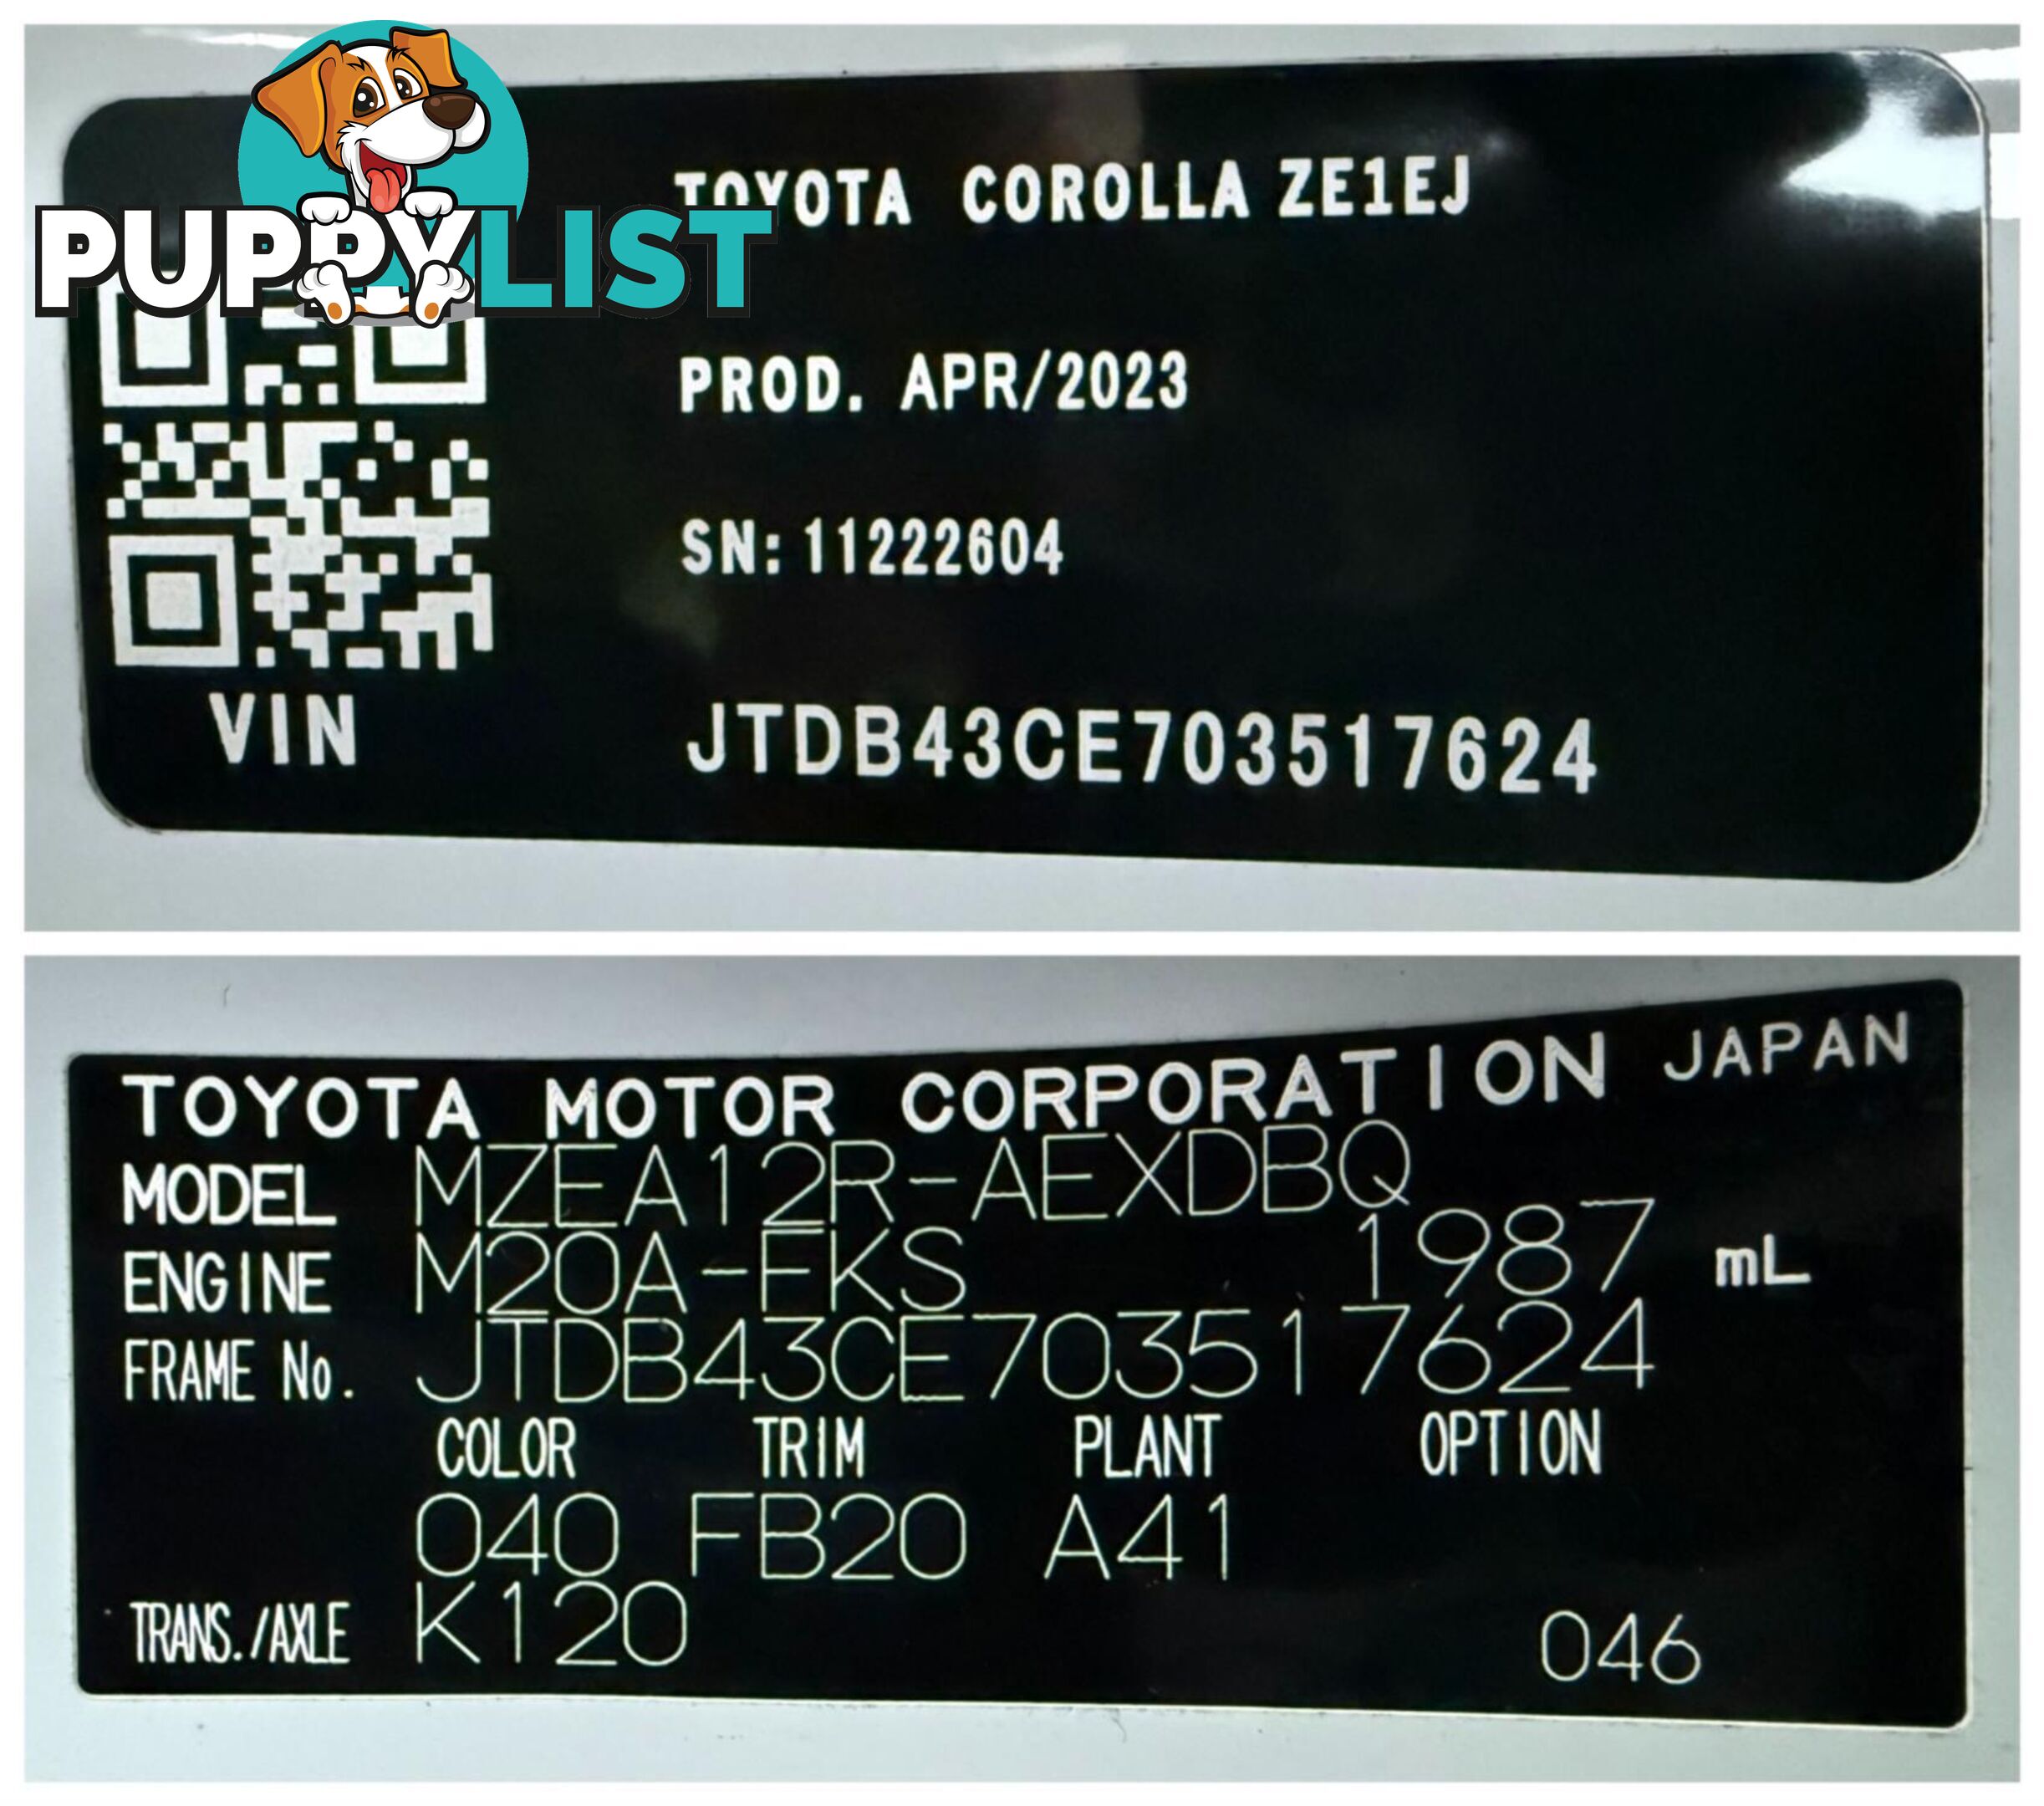 PUPPYLIST
TOYOTA COROLLA ZE1EJ
PROD. APR/2023
SN: 11222604
VIN JTDB43CE703517624
TOYOTA MOTOR CORPORATION JAPAN
MODEL MZEA12R-AEXDBQ
ENGINE M20A-FKS 1987 mL
FRAME No. JTDB43CE703517624
COLOR TRIM PLANT OPTION
040 FB20 A41
TRANS./AXLE K120 046